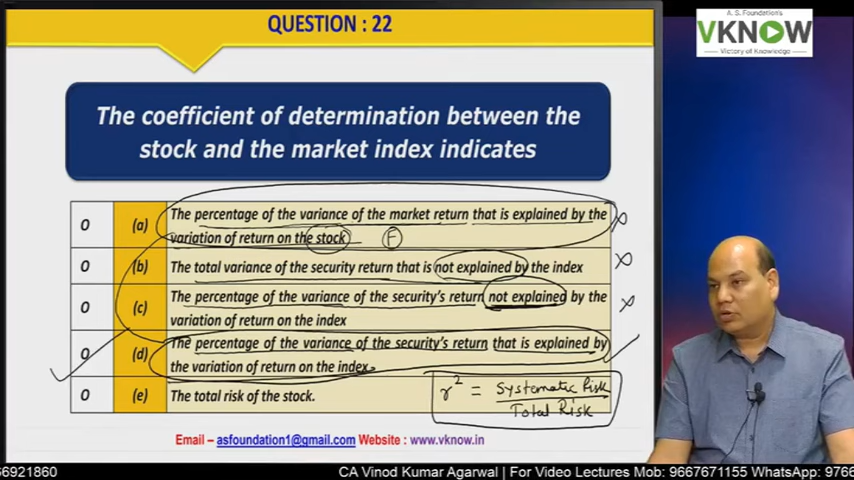 QUESTION : 22
A. S. Foundation's
VKNOW
Victory of Knowledge
The coefficient of determination between the
stock and the market index indicates
O (a) The percentage of the variance of the market return that is explained by the
variation of return on the stock F
O (b) The total variance of the security return that is not explained by the index
O (c) The percentage of the variance of the security's return not explained by the
variation of return on the index
O (d) The percentage of the variance of the security's return that is explained by
the variation of return on the index.
O (e) The total risk of the stock.
r² = Systematic Risk
Total Risk
Email – asfoundation1@gmail.com Website : www.vknow.in
66921860 CA Vinod Kumar Agarwal | For Video Lectures Mob: 9667671155 WhatsApp: 976